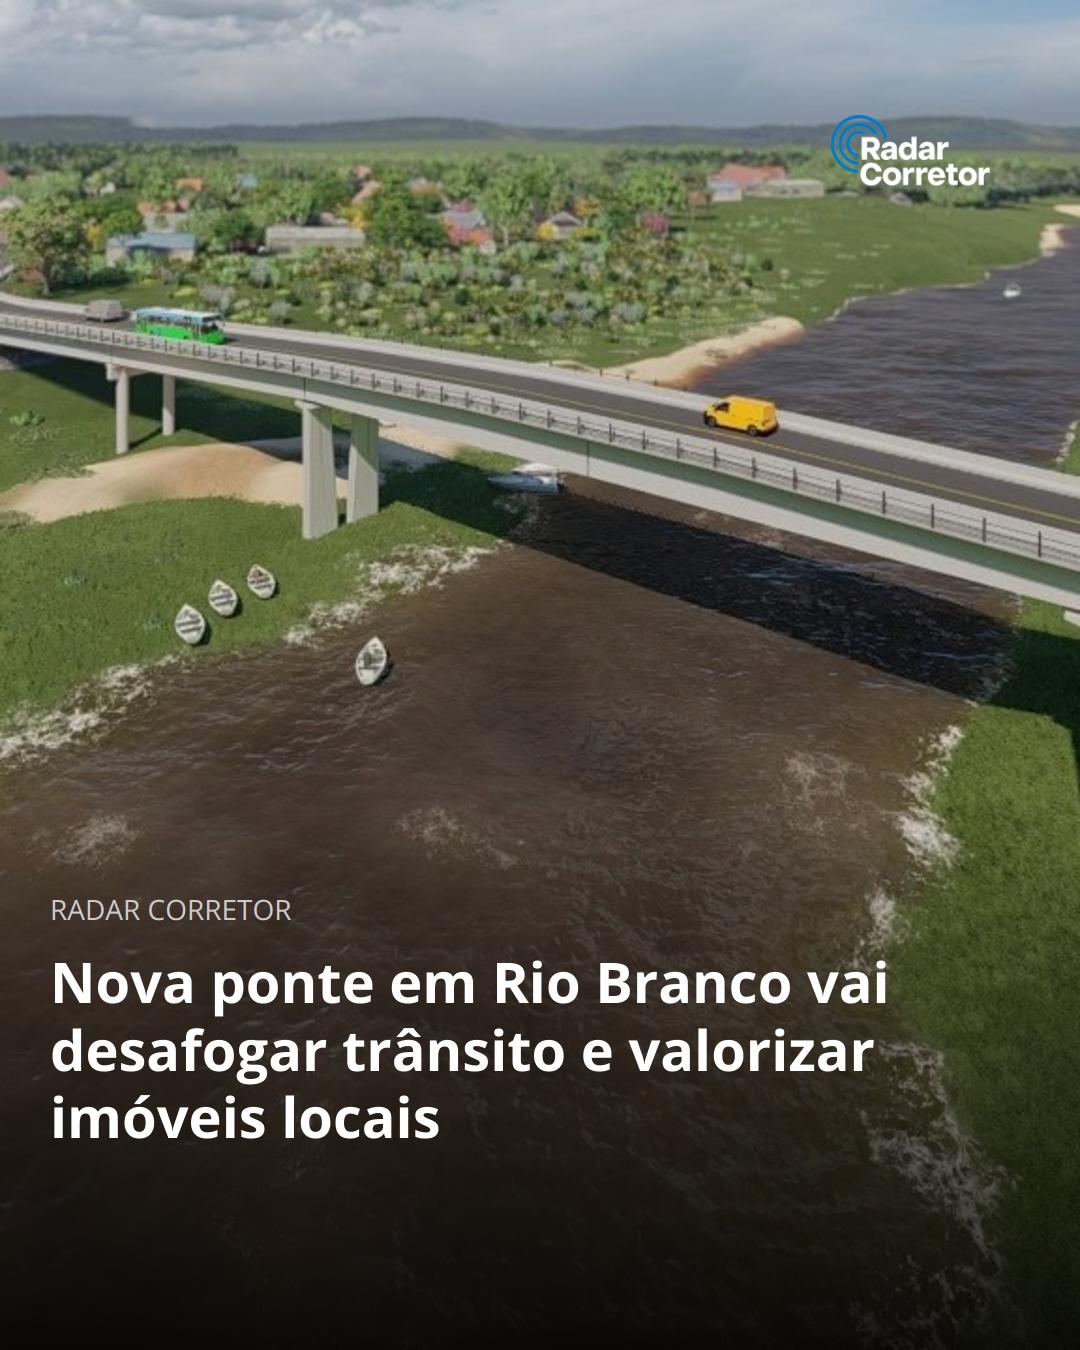 Radar
Corretor
RADAR CORRETOR
Nova ponte em Rio Branco vai
desafogar trânsito e valorizar
imóveis locais